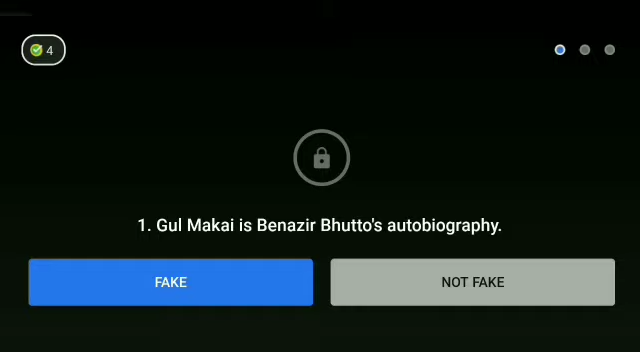 4
1. Gul Makai is Benazir Bhutto's autobiography.
FAKE
NOT FAKE